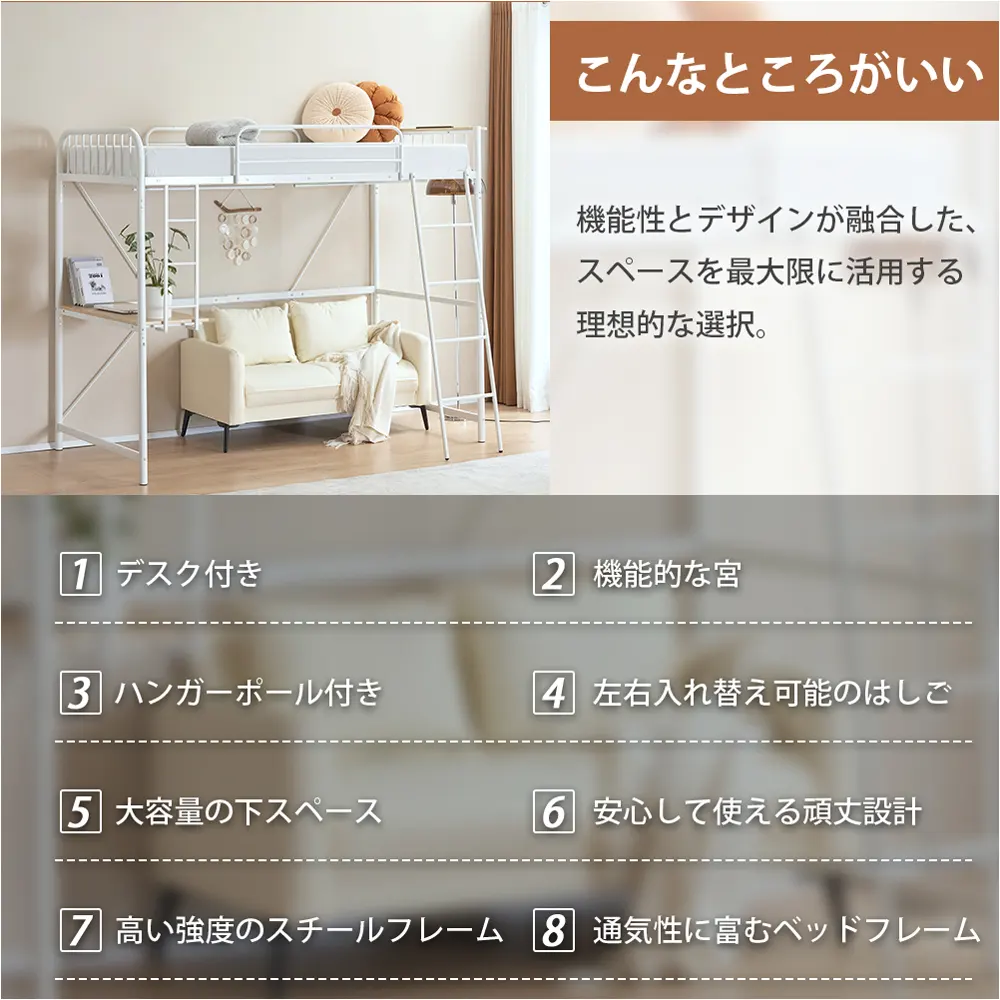 こんなところがいい
機能性とデザインが融合した、
スペースを最大限に活用する
理想的な選択。
1 デスク付き
2 機能的な宮
3 ハンガーポール付き
4 左右入れ替え可能のはしご
5 大容量の下スペース
6 安心して使える頑丈設計
7 高い強度のスチールフレーム
8 通気性に富むベッドフレーム